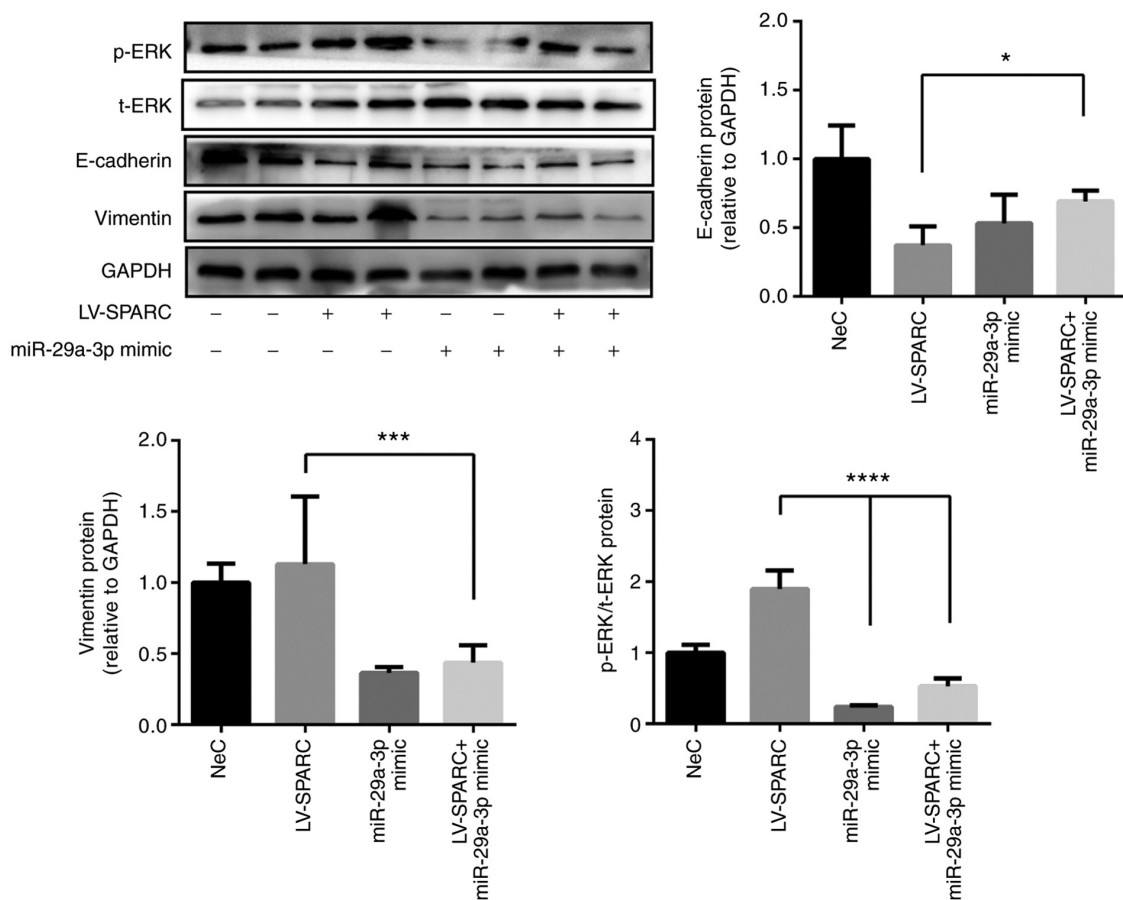 p-ERK
t-ERK
E-cadherin
Vimentin
GAPDH
LV-SPARC – – + + – – + +
miR-29a-3p mimic – – – – + + + +
E-cadherin protein
(relative to GAPDH)
2.0
1.5
1.0
0.5
0.0
*
NeC
LV-SPARC
miR-29a-3p
mimic
LV-SPARC+
miR-29a-3p mimic
Vimentin protein
(relative to GAPDH)
2.0
1.5
1.0
0.5
0.0
***
NeC
LV-SPARC
miR-29a-3p
mimic
LV-SPARC+
miR-29a-3p mimic
p-ERK/t-ERK protein
4
3
2
1
0
****
NeC
LV-SPARC
miR-29a-3p
mimic
LV-SPARC+
miR-29a-3p mimic